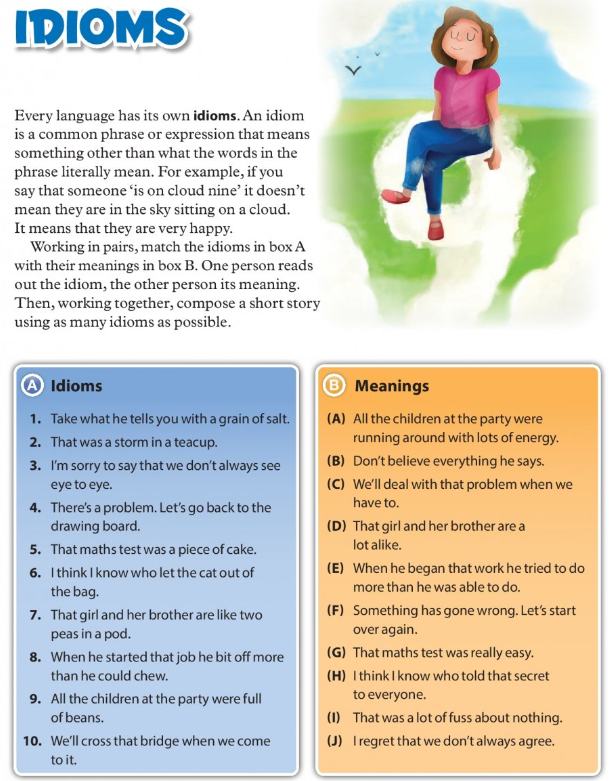 IDIOMS
Every language has its own idioms. An idiom
is a common phrase or expression that means
something other than what the words in the
phrase literally mean. For example, if you
say that someone ‘is on cloud nine’ it doesn’t
mean they are in the sky sitting on a cloud.
It means that they are very happy.
Working in pairs, match the idioms in box A
with their meanings in box B. One person reads
out the idiom, the other person its meaning.
Then, working together, compose a short story
using as many idioms as possible.
A Idioms
1. Take what he tells you with a grain of salt.
2. That was a storm in a teacup.
3. I’m sorry to say that we don’t always see
eye to eye.
4. There’s a problem. Let’s go back to the
drawing board.
5. That maths test was a piece of cake.
6. I think I know who let the cat out of
the bag.
7. That girl and her brother are like two
peas in a pod.
8. When he started that job he bit off more
than he could chew.
9. All the children at the party were full
of beans.
10. We’ll cross that bridge when we come
to it.
B Meanings
(A) All the children at the party were
running around with lots of energy.
(B) Don’t believe everything he says.
(C) We’ll deal with that problem when we
have to.
(D) That girl and her brother are a
lot alike.
(E) When he began that work he tried to do
more than he was able to do.
(F) Something has gone wrong. Let’s start
over again.
(G) That maths test was really easy.
(H) I think I know who told that secret
to everyone.
(I) That was a lot of fuss about nothing.
(J) I regret that we don’t always agree.